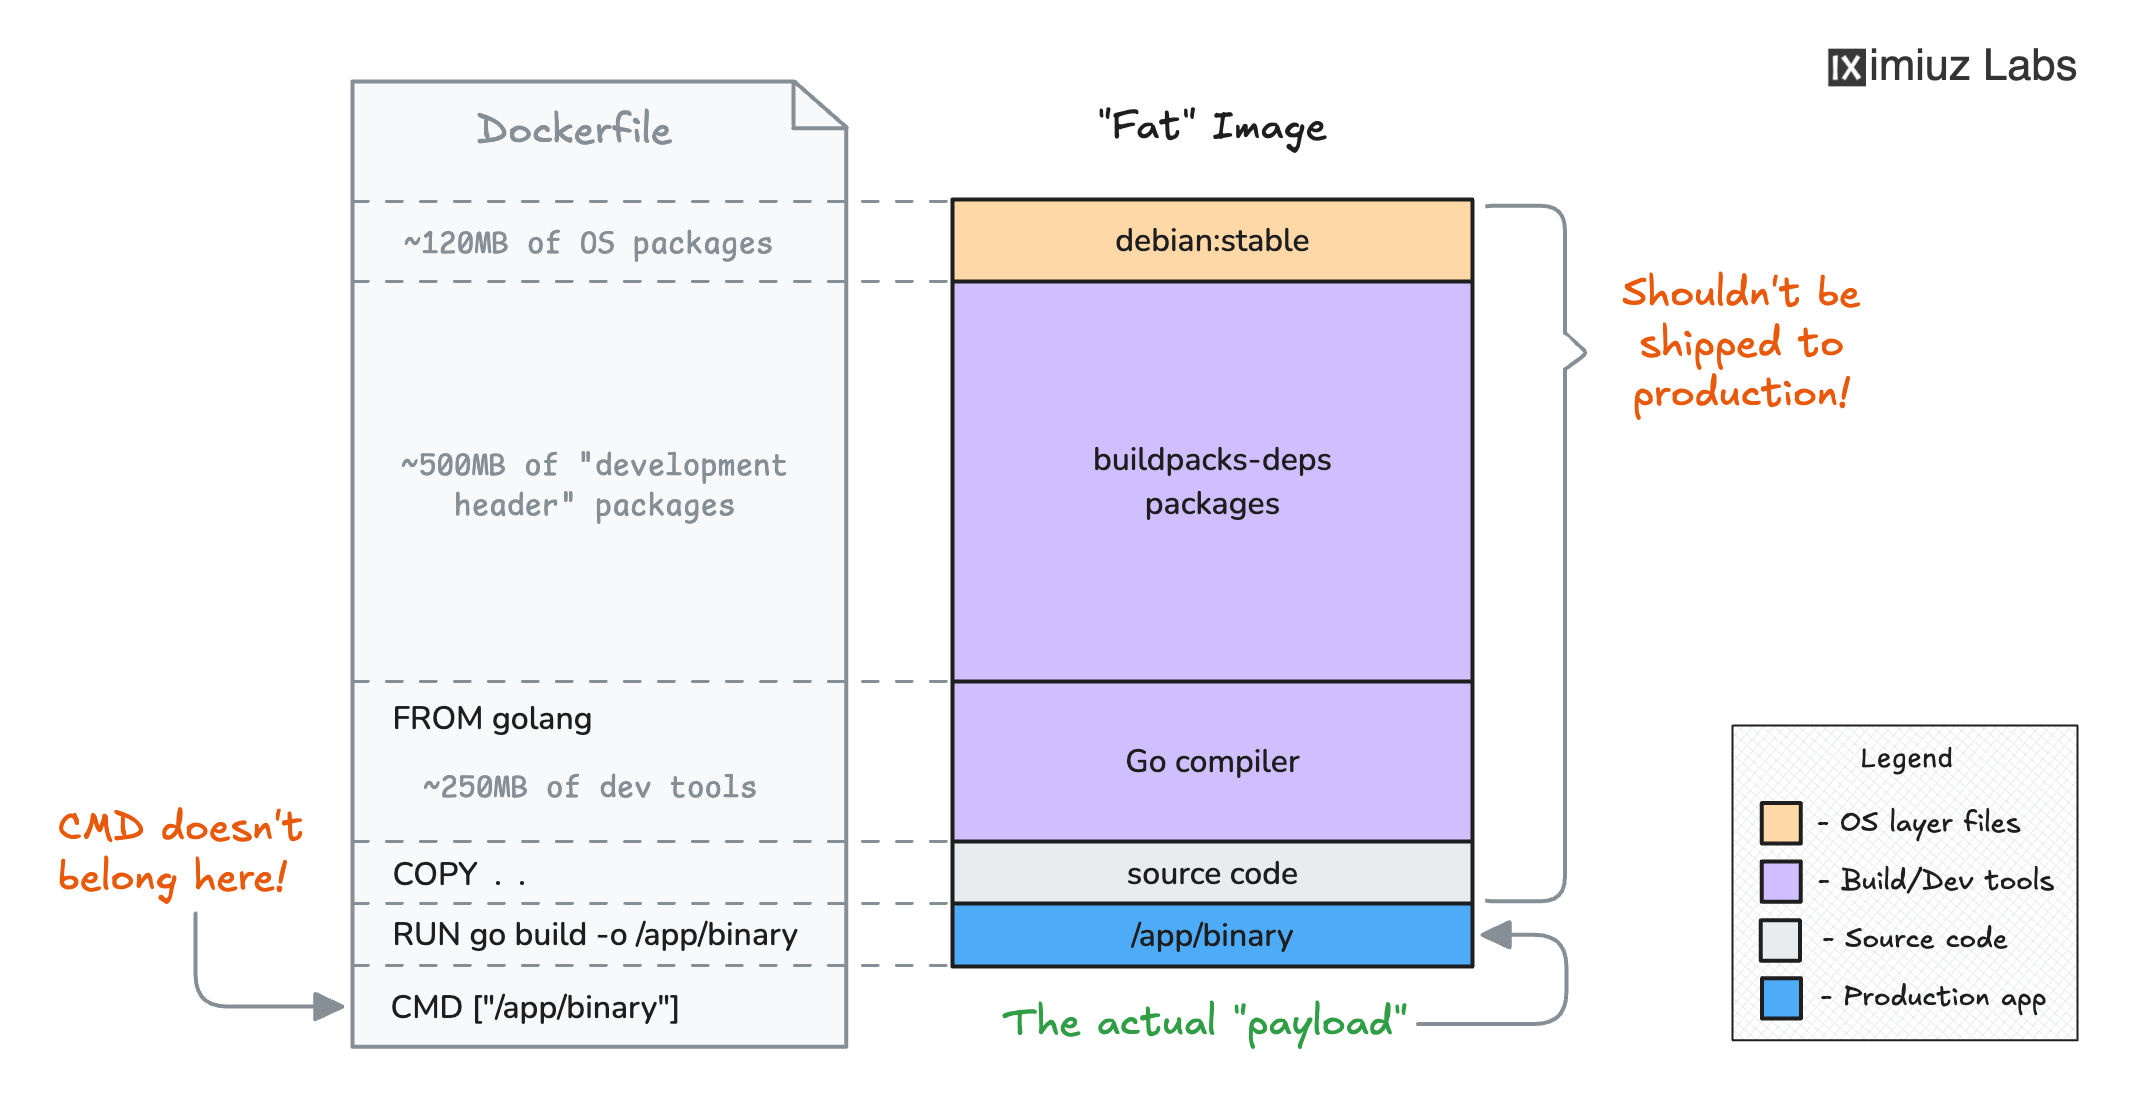 IXimiuz Labs
Dockerfile
"Fat" Image
~120MB of OS packages
debian:stable
Shouldn't be
shipped to
production!
~500MB of "development
header" packages
buildpacks-deps
packages
FROM golang
~250MB of dev tools
Go compiler
CMD doesn't
belong here!
COPY . .
source code
RUN go build -o /app/binary
/app/binary
CMD ["/app/binary"]
The actual "payload"
Legend
- OS layer files
- Build/Dev tools
- Source code
- Production app